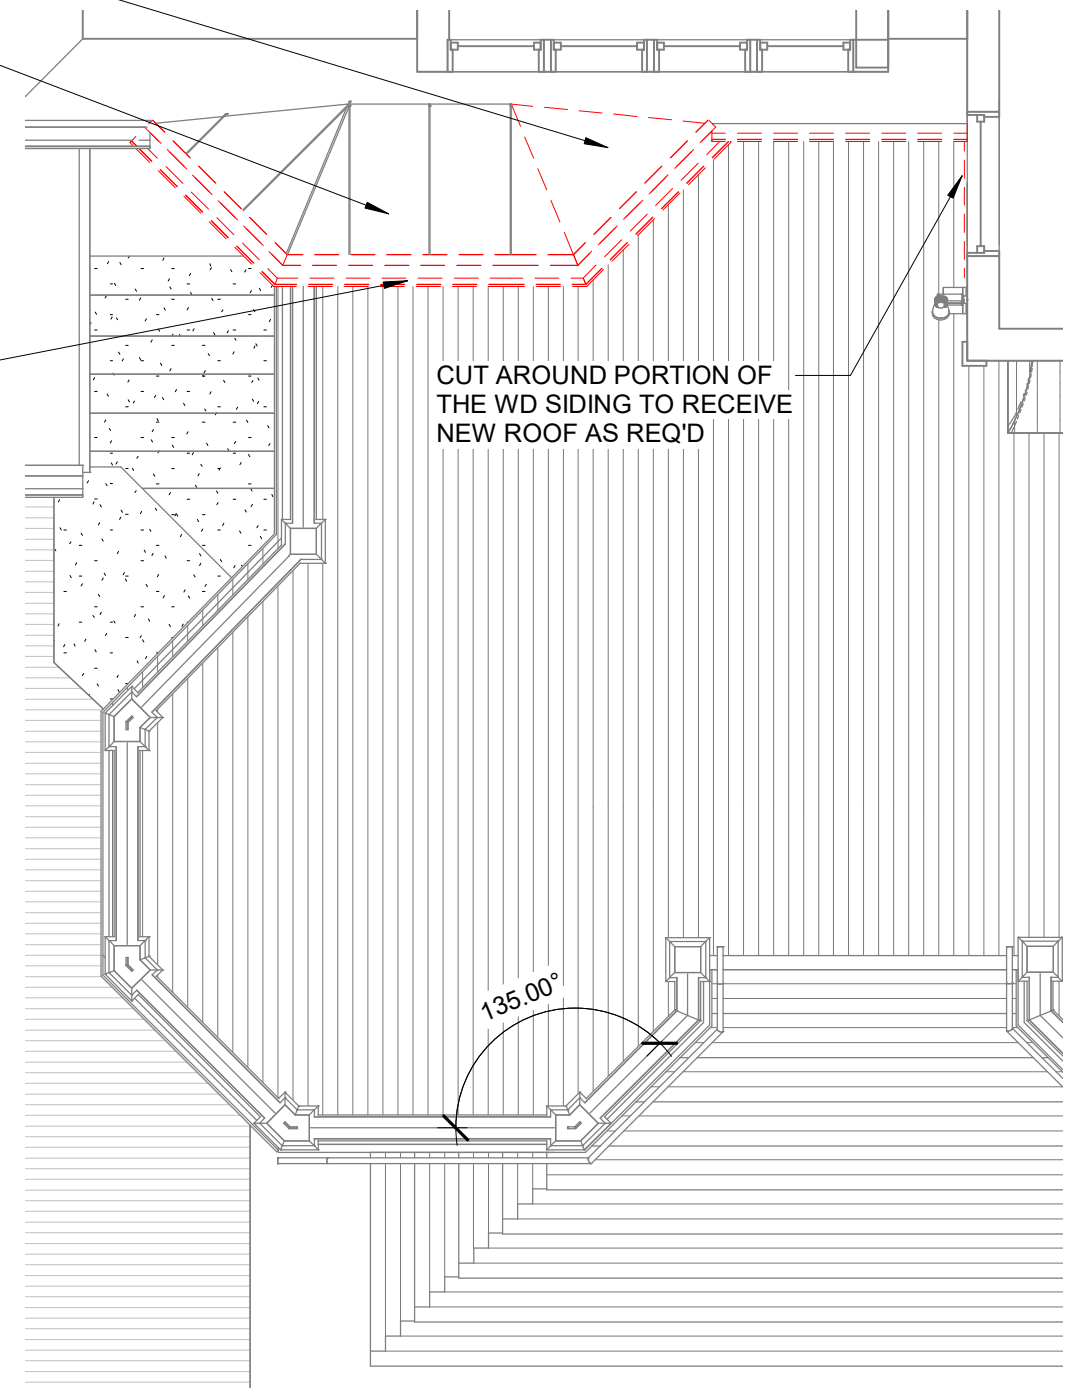 CUT AROUND PORTION OF
THE WD SIDING TO RECEIVE
NEW ROOF AS REQ'D
135.00°